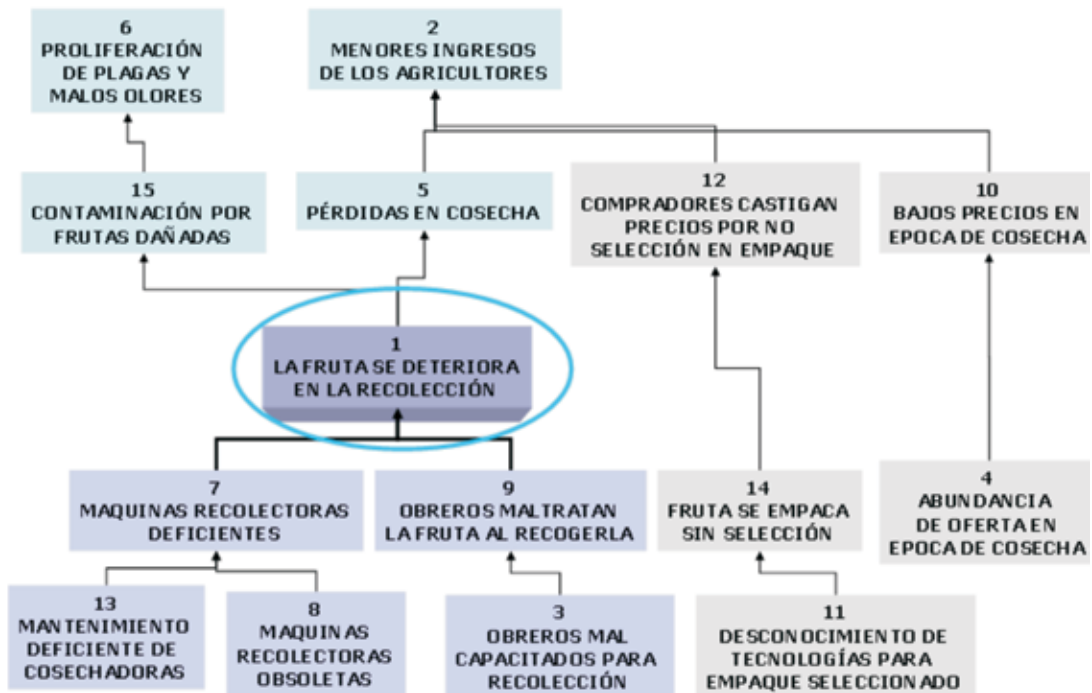 6
PROLIFERACIÓN
DE PLAGAS Y
MALOS OLORES
2
MENORES INGRESOS
DE LOS AGRICULTORES
15
CONTAMINACIÓN POR
FRUTAS DAÑADAS
5
PÉRDIDAS EN COSECHA
12
COMPRADORES CASTIGAN
PRECIOS POR NO
SELECCIÓN EN EMPAQUE
10
BAJOS PRECIOS EN
EPOCA DE COSECHA
1
LA FRUTA SE DETERIORA
EN LA RECOLECCIÓN
7
MAQUINAS RECOLECTORAS
DEFICIENTES
9
OBREROS MALTRATAN
LA FRUTA AL RECOGERLA
14
FRUTA SE EMPACA
SIN SELECCIÓN
4
ABUNDANCIA
DE OFERTA EN
EPOCA DE COSECHA
13
MANTENIMIENTO
DEFICIENTE DE
COSECHADORAS
8
MAQUINAS
RECOLECTORAS
OBSOLETAS
3
OBREROS MAL
CAPACITADOS PARA
RECOLECCIÓN
11
DESCONOCIMIENTO DE
TECNOLOGÍAS PARA
EMPAQUE SELECCIONADO